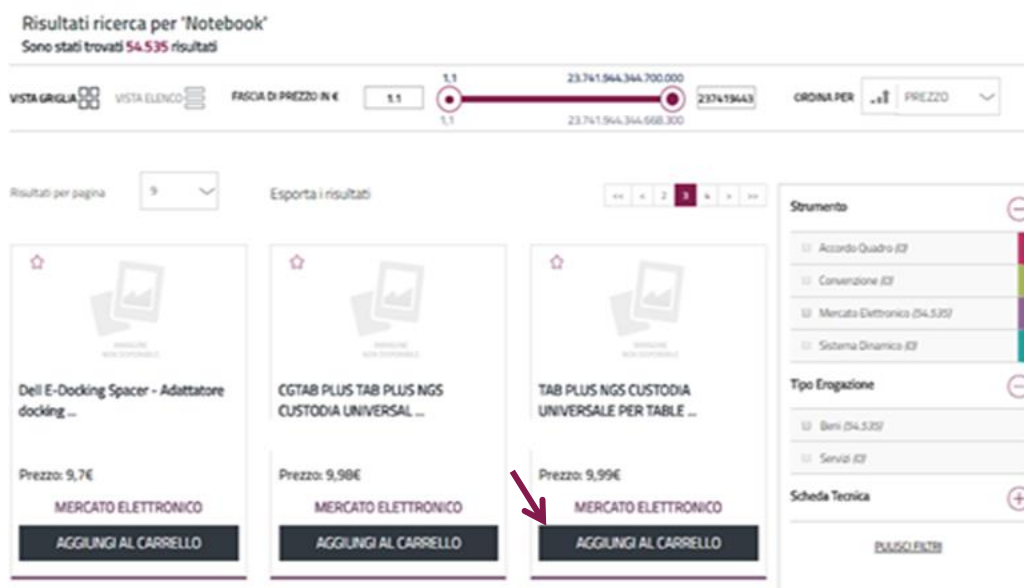 Risultati ricerca per 'Notebook'
Sono stati trovati 54.535 risultati
VISTA GRIGLIA
VISTA ELENCO
FASCIA DI PREZZO IN €
1.1
1,1
23.741.944.344.700.000
1,1
23.741.944.344.668.300
237419443
ORDINA PER
PREZZO
Risultati per pagina
9
Esporta i risultati
<< < 2 3 4 > >>
Dell E-Docking Spacer - Adattatore
docking ...
Prezzo: 9,7€
MERCATO ELETTRONICO
AGGIUNGI AL CARRELLO
CGTAB PLUS TAB PLUS NGS
CUSTODIA UNIVERSAL ...
Prezzo: 9,98€
MERCATO ELETTRONICO
AGGIUNGI AL CARRELLO
TAB PLUS NGS CUSTODIA
UNIVERSALE PER TABLE ...
Prezzo: 9,99€
MERCATO ELETTRONICO
AGGIUNGI AL CARRELLO
Strumento
Accordo Quadro (0)
Convenzione (0)
Mercato Elettronico (54.535)
Sistema Dinamico (0)
Tipo Erogazione
Beni (54.535)
Servizi (0)
Scheda Tecnica
PULISCI FILTRI